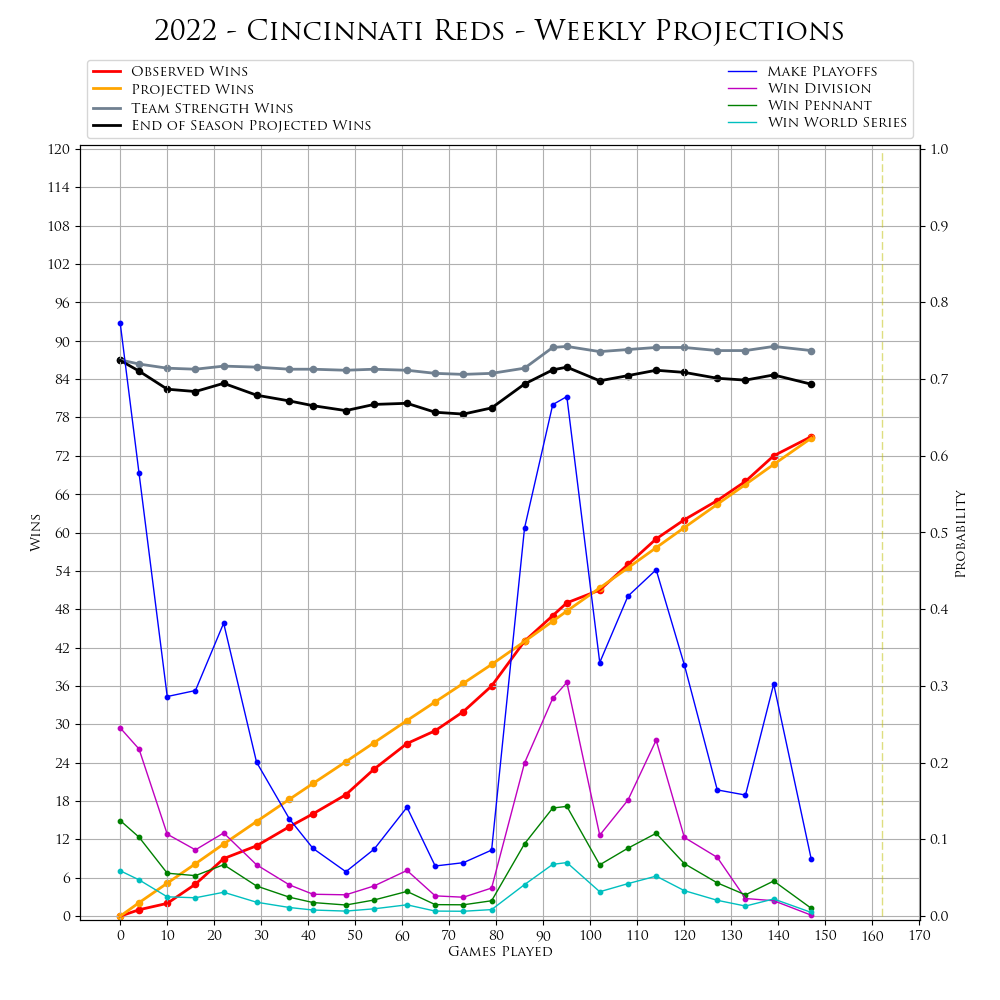 2022 - Cincinnati Reds - Weekly Projections
Observed Wins
Projected Wins
Team Strength Wins
End of Season Projected Wins
Make Playoffs
Win Division
Win Pennant
Win World Series
120
114
108
102
96
90
84
78
72
66
60
54
48
42
36
30
24
18
12
6
0
Wins
1.0
0.9
0.8
0.7
0.6
0.5
0.4
0.3
0.2
0.1
0.0
Probability
0 10 20 30 40 50 60 70 80 90 100 110 120 130 140 150 160 170
Games Played